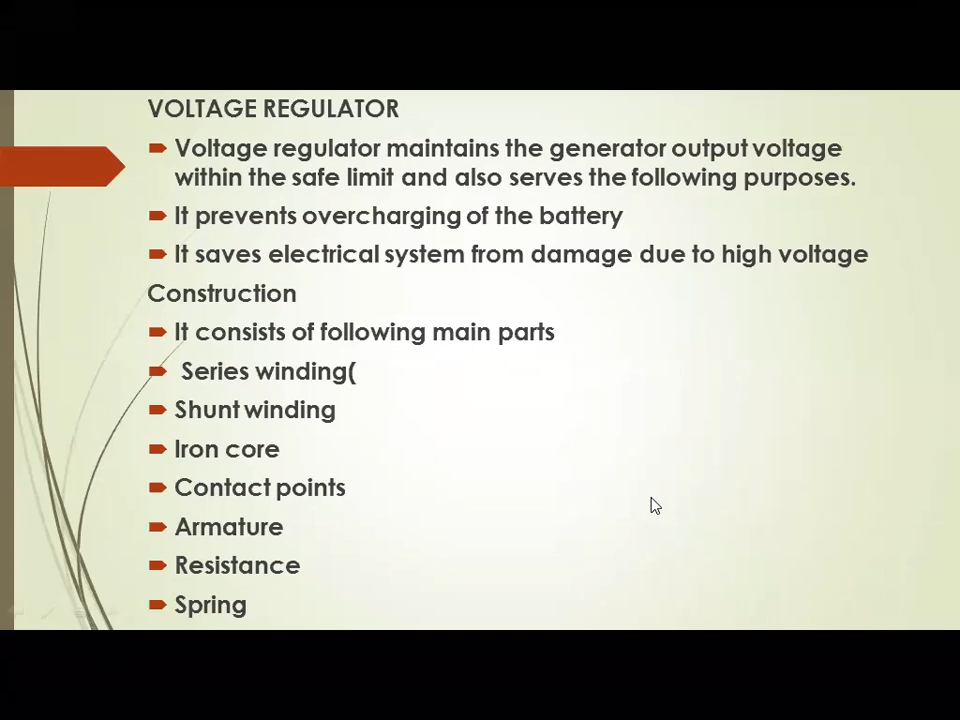 VOLTAGE REGULATOR
Voltage regulator maintains the generator output voltage
within the safe limit and also serves the following purposes.
It prevents overcharging of the battery
It saves electrical system from damage due to high voltage
Construction
It consists of following main parts
Series winding(
Shunt winding
Iron core
Contact points
Armature
Resistance
Spring